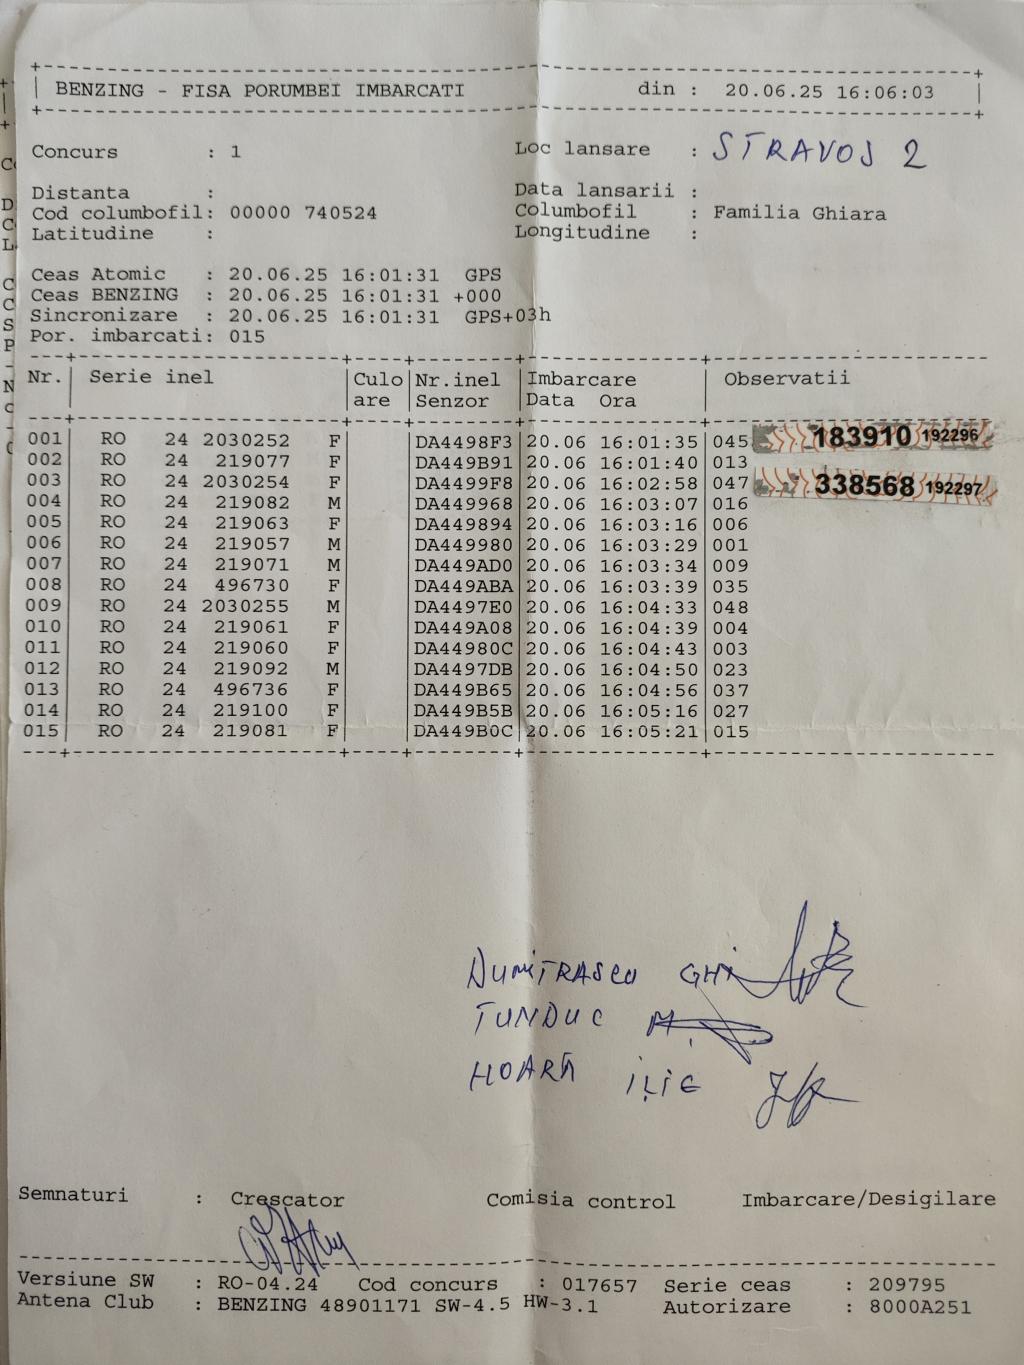 BENZING - FISA PORUMBEI IMBARCATI din : 20.06.25 16:06:03
Concurs : 1 Loc lansare : STRAVOS 2
Distanta : Data lansarii :
Cod columbofil: 00000 740524 Columbofil : Familia Ghiara
Latitudine : Longitudine :
Ceas Atomic : 20.06.25 16:01:31 GPS
Ceas BENZING : 20.06.25 16:01:31 +000
Sincronizare : 20.06.25 16:01:31 GPS+03h
Por. imbarcati: 015
Nr. Serie inel Culo Nr.inel Imbarcare Observatii
are Senzor Data Ora
001 RO 24 2030252 F DA4498F3 20.06 16:01:35 045 183910 192296
002 RO 24 219077 F DA449B91 20.06 16:01:40 013
003 RO 24 2030254 F DA4499F8 20.06 16:02:58 047 338568 192297
004 RO 24 219082 M DA449968 20.06 16:03:07 016
005 RO 24 219063 F DA449894 20.06 16:03:16 006
006 RO 24 219057 M DA449980 20.06 16:03:29 001
007 RO 24 219071 M DA449AD0 20.06 16:03:34 009
008 RO 24 496730 F DA449ABA 20.06 16:03:39 035
009 RO 24 2030255 M DA4497E0 20.06 16:04:33 048
010 RO 24 219061 F DA449A08 20.06 16:04:39 004
011 RO 24 219060 F DA44980C 20.06 16:04:43 003
012 RO 24 219092 M DA4497DB 20.06 16:04:50 023
013 RO 24 496736 F DA449B65 20.06 16:04:56 037
014 RO 24 219100 F DA449B5B 20.06 16:05:16 027
015 RO 24 219081 F DA449B0C 20.06 16:05:21 015
DUMITRASCU GHI
TUNDUC M.
HOARĂ ILIE
Semnaturi : Crescator Comisia control Imbarcare/Desigilare
Versiune SW : RO-04.24 Cod concurs : 017657 Serie ceas : 209795
Antena Club : BENZING 48901171 SW-4.5 HW-3.1 Autorizare : 8000A251